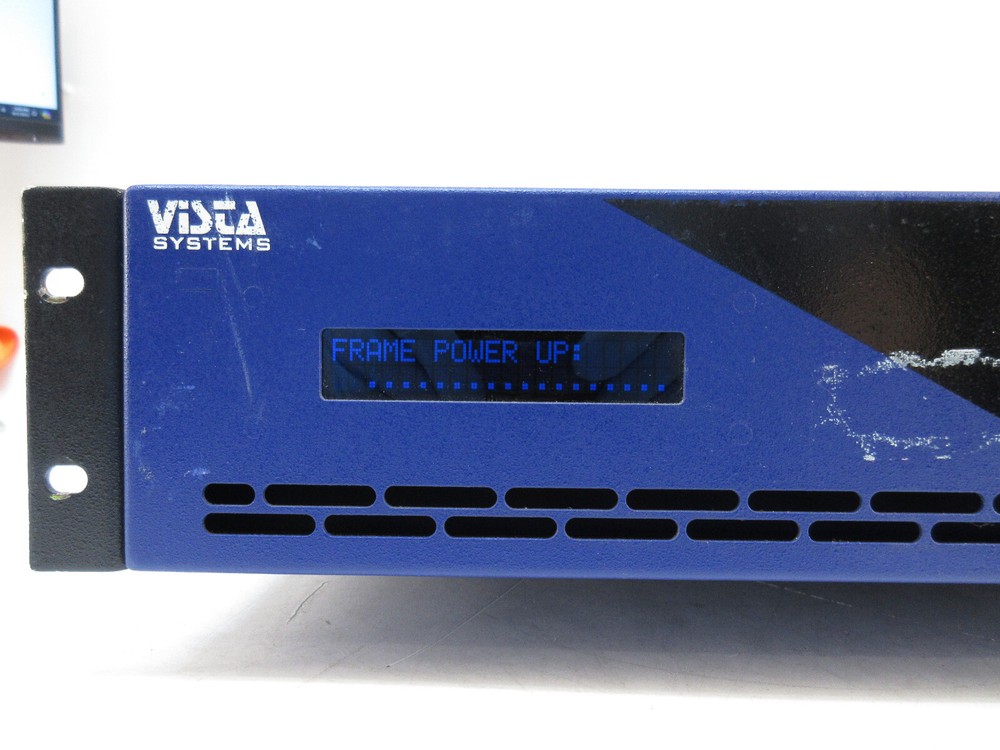 VISTA
SYSTEMS
FRAME POWER UP:
..................